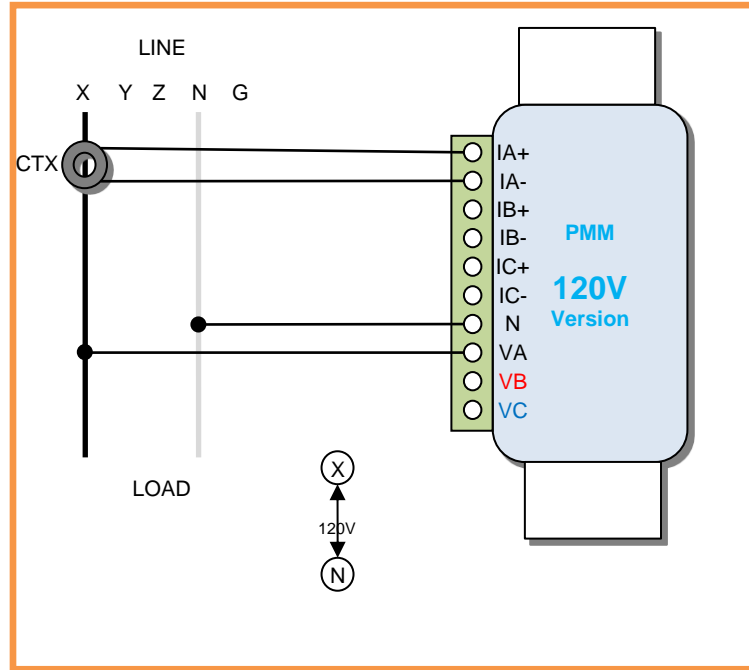 LINE
X Y Z N G
CTX
IA+
IA-
IB+
IB-
IC+
IC-
N
VA
VB
VC
PMM
120V
Version
LOAD
X
120V
N